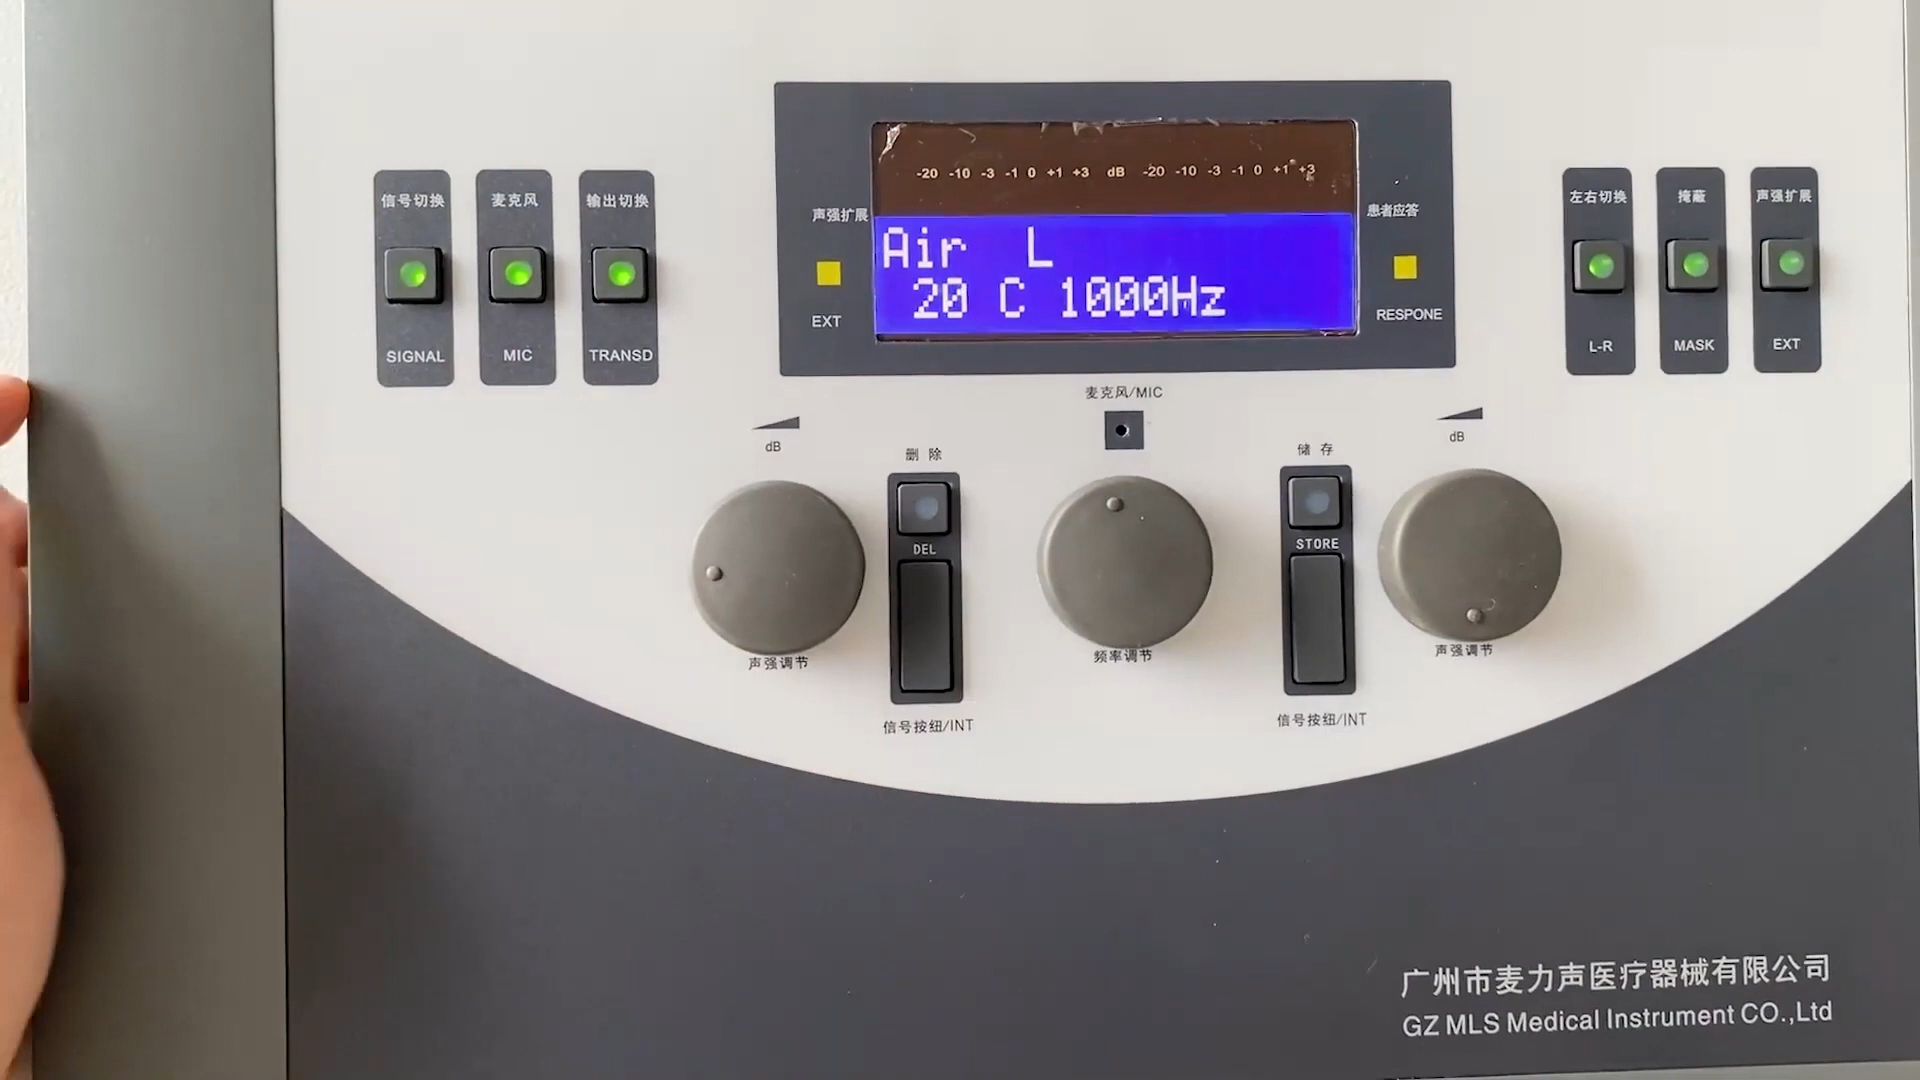 信号切换
麦克风
输出切换
SIGNAL
MIC
TRANSD
-20 -10 -3 -1 0 +1 +3 dB -20 -10 -3 -1 0 +1 +3
声强扩展
EXT
Air L
20 C 1000Hz
患者应答
RESPONE
左右切换
掩蔽
声强扩展
L-R
MASK
EXT
麦克风/MIC
dB
声强调节
删 除
DEL
信号按纽/INT
频率调节
储 存
STORE
信号按纽/INT
dB
声强调节
广州市麦力声医疗器械有限公司
GZ MLS Medical Instrument CO.,Ltd